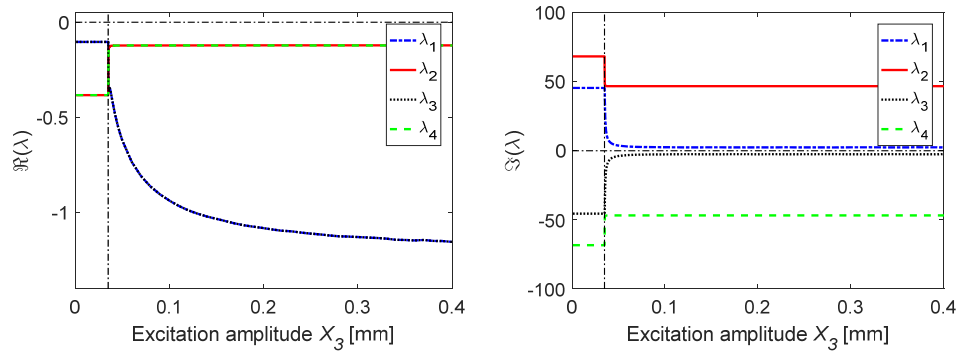 0
-0.5
-1
0
0.1
0.2
0.3
0.4
ℜ(λ)
Excitation amplitude X₃ [mm]
λ₁
λ₂
λ₃
λ₄
100
50
0
-50
-100
0
0.1
0.2
0.3
0.4
ℑ(λ)
Excitation amplitude X₃ [mm]
λ₁
λ₂
λ₃
λ₄